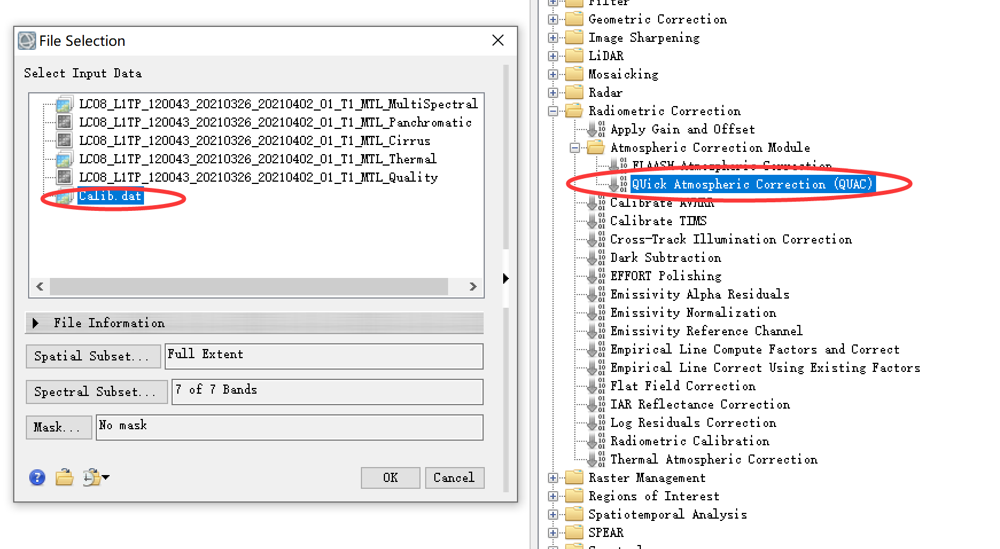 File Selection
Select Input Data
LC08_L1TP_120043_20210326_20210402_01_T1_MTL_MultiSpectral
LC08_L1TP_120043_20210326_20210402_01_T1_MTL_Panchromatic
LC08_L1TP_120043_20210326_20210402_01_T1_MTL_Cirrus
LC08_L1TP_120043_20210326_20210402_01_T1_MTL_Thermal
LC08_L1TP_120043_20210326_20210402_01_T1_MTL_Quality
Calib.dat
File Information
Spatial Subset... Full Extent
Spectral Subset... 7 of 7 Bands
Mask... No mask
OK Cancel
Filter
Geometric Correction
Image Sharpening
LiDAR
Mosaicking
Radar
Radiometric Correction
Apply Gain and Offset
Atmospheric Correction Module
FLAASH Atmospheric Correction
QUick Atmospheric Correction (QUAC)
Calibrate AVHRR
Calibrate TIMS
Cross-Track Illumination Correction
Dark Subtraction
EFFORT Polishing
Emissivity Alpha Residuals
Emissivity Normalization
Emissivity Reference Channel
Empirical Line Compute Factors and Correct
Empirical Line Correct Using Existing Factors
Flat Field Correction
IAR Reflectance Correction
Log Residuals Correction
Radiometric Calibration
Thermal Atmospheric Correction
Raster Management
Regions of Interest
Spatiotemporal Analysis
SPEAR